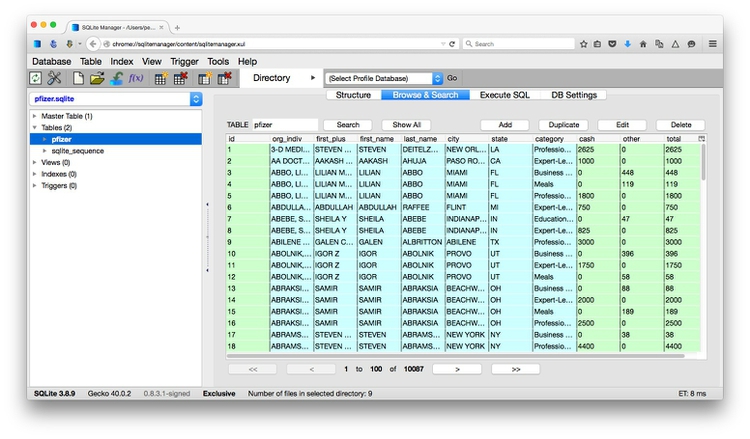 SQLite Manager - /Users/pe...
chrome://sqlitemanager/content/sqlitemanager.xul
Search
Database Table Index View Trigger Tools Help
f(x) Directory (Select Profile Database) Go
pfizer.sqlite
Master Table (1)
Tables (2)
pfizer
sqlite_sequence
Views (0)
Indexes (0)
Triggers (0)
Structure Browse & Search Execute SQL DB Settings
TABLE pfizer Search Show All Add Duplicate Edit Delete
id org_indiv first_plus first_name last_name city state category cash other total
1 3-D MEDI... STEVEN ... STEVEN DEITELZ... NEW ORL... LA Professio... 2625 0 2625
2 AA DOCT... AAKASH ... AAKASH AHUJA PASO RO... CA Expert-Le... 1000 0 1000
3 ABBO, LI... LILIAN M... LILIAN ABBO MIAMI FL Business ... 0 448 448
4 ABBO, LI... LILIAN M... LILIAN ABBO MIAMI FL Meals 0 119 119
5 ABBO, LI... LILIAN M... LILIAN ABBO MIAMI FL Professio... 1800 0 1800
6 ABDULLA... ABDULLAH ABDULLAH RAFFEE FLINT MI Expert-Le... 750 0 750
7 ABEBE, S... SHEILA Y SHEILA ABEBE INDIANAP... IN Education... 0 47 47
8 ABEBE, S... SHEILA Y SHEILA ABEBE INDIANAP... IN Expert-Le... 825 0 825
9 ABILENE ... GALEN C... GALEN ALBRITTON ABILENE TX Professio... 3000 0 3000
10 ABOLNIK,... IGOR Z IGOR ABOLNIK PROVO UT Business ... 0 396 396
11 ABOLNIK,... IGOR Z IGOR ABOLNIK PROVO UT Expert-Le... 1750 0 1750
12 ABOLNIK,... IGOR Z IGOR ABOLNIK PROVO UT Meals 0 58 58
13 ABRAKSI... SAMIR SAMIR ABRAKSIA BEACHW... OH Business ... 0 88 88
14 ABRAKSI... SAMIR SAMIR ABRAKSIA BEACHW... OH Expert-Le... 2000 0 2000
15 ABRAKSI... SAMIR SAMIR ABRAKSIA BEACHW... OH Meals 0 189 189
16 ABRAKSI... SAMIR SAMIR ABRAKSIA BEACHW... OH Professio... 2500 0 2500
17 ABRAMS... STEVEN ... STEVEN ABRAMS... NEW YORK NY Business ... 0 38 38
18 ABRAMS... STEVEN ... STEVEN ABRAMS... NEW YORK NY Professio... 4400 0 4400
<< < 1 to 100 of 10087 > >>
SQLite 3.8.9 Gecko 40.0.2 0.8.3.1-signed Exclusive Number of files in selected directory: 9 ET: 8 ms